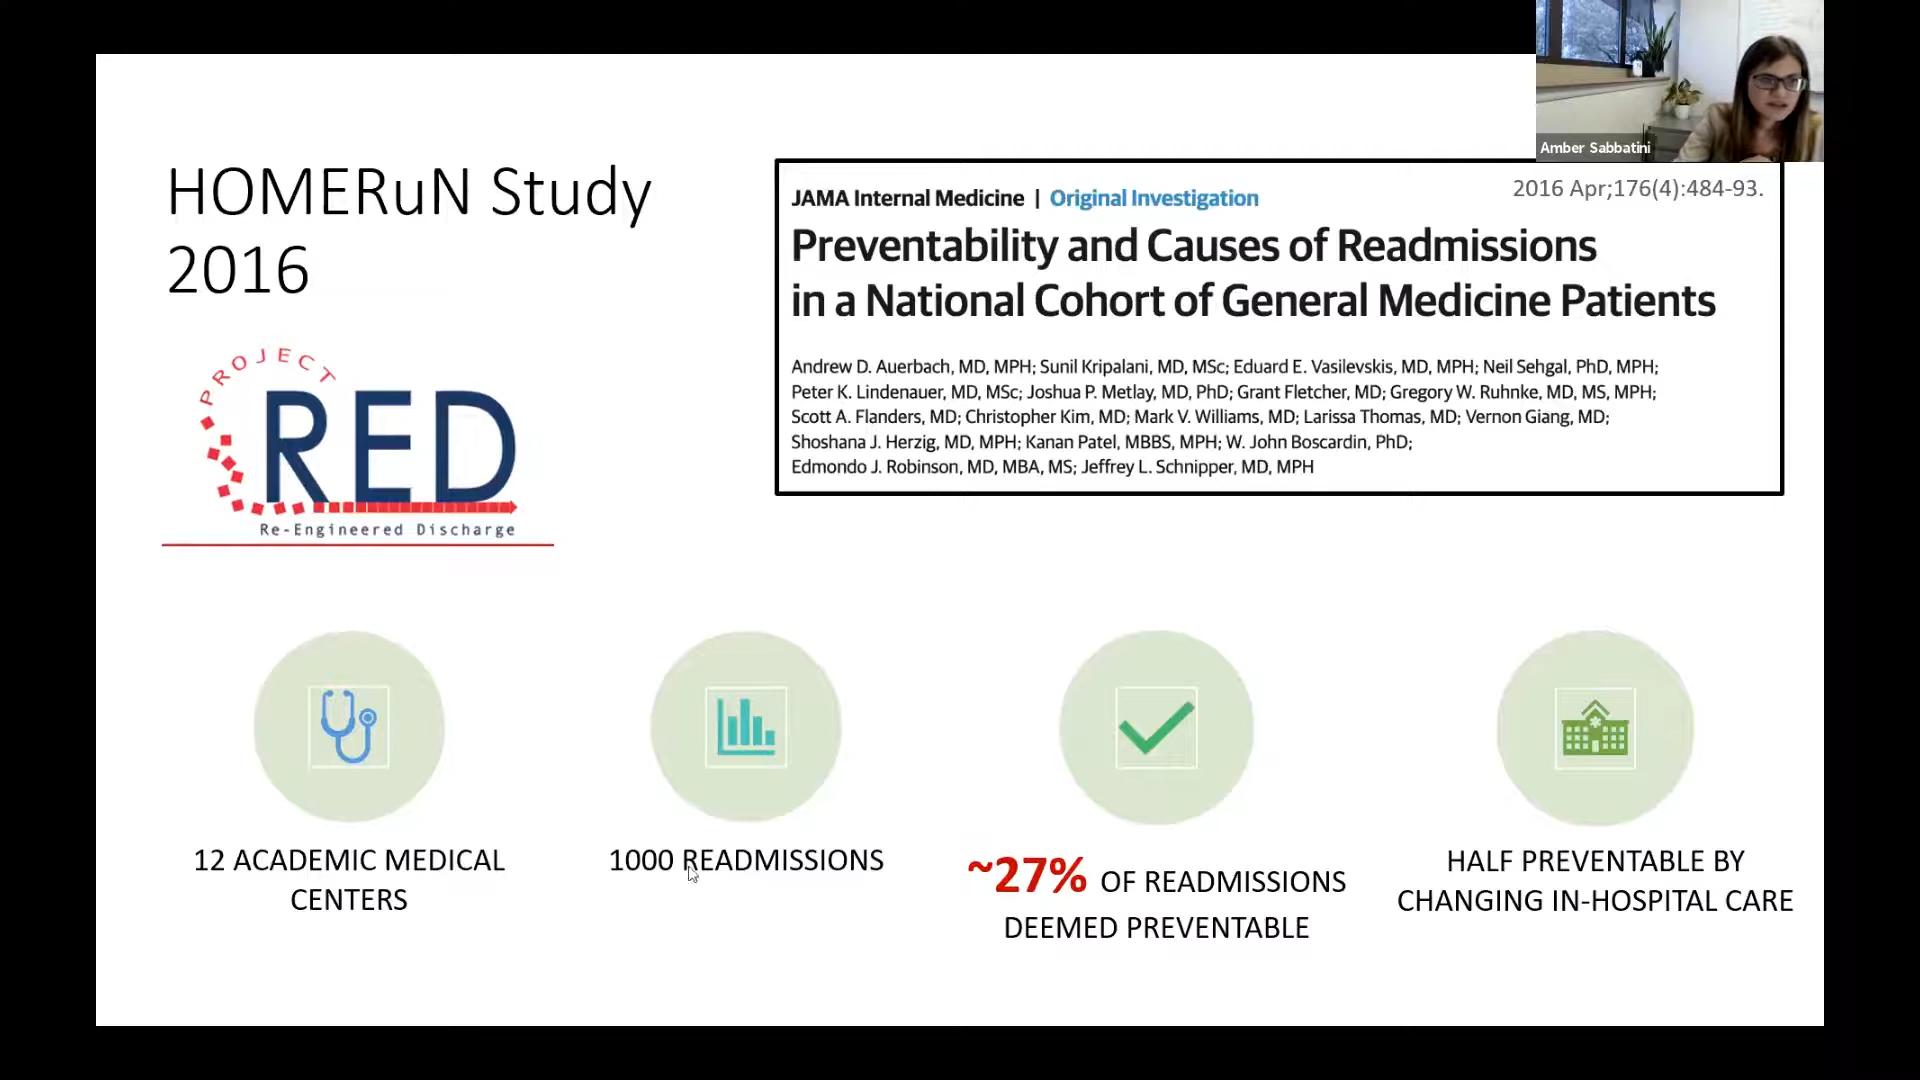 Amber Sabbatini
HOMERuN Study
2016
PROJECT
RED
Re-Engineered Discharge
2016 Apr;176(4):484-93.
JAMA Internal Medicine | Original Investigation
Preventability and Causes of Readmissions
in a National Cohort of General Medicine Patients
Andrew D. Auerbach, MD, MPH; Sunil Kripalani, MD, MSc; Eduard E. Vasilevskis, MD, MPH; Neil Sehgal, PhD, MPH;
Peter K. Lindenauer, MD, MSc; Joshua P. Metlay, MD, PhD; Grant Fletcher, MD; Gregory W. Ruhnke, MD, MS, MPH;
Scott A. Flanders, MD; Christopher Kim, MD; Mark V. Williams, MD; Larissa Thomas, MD; Vernon Giang, MD;
Shoshana J. Herzig, MD, MPH; Kanan Patel, MBBS, MPH; W. John Boscardin, PhD;
Edmondo J. Robinson, MD, MBA, MS; Jeffrey L. Schnipper, MD, MPH
12 ACADEMIC MEDICAL
CENTERS
1000 READMISSIONS
~27% OF READMISSIONS
DEEMED PREVENTABLE
HALF PREVENTABLE BY
CHANGING IN-HOSPITAL CARE